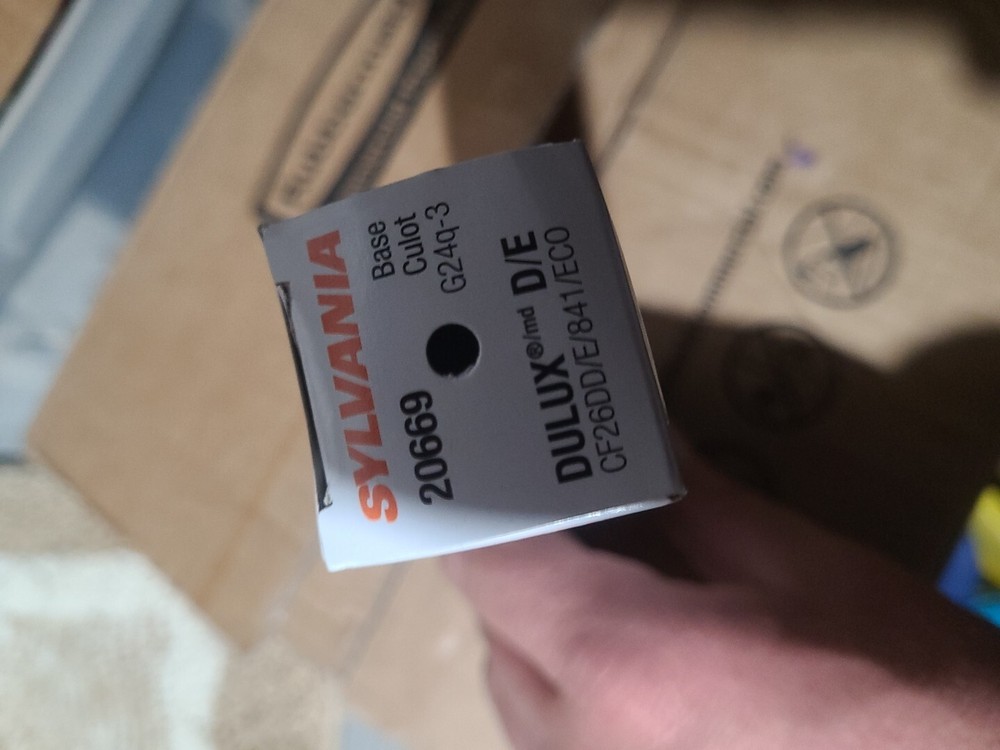 SYLVANIA
20669
Base
Culot
G24q-3
DULUX®/md D/E
CF26DD/E/841/ECO